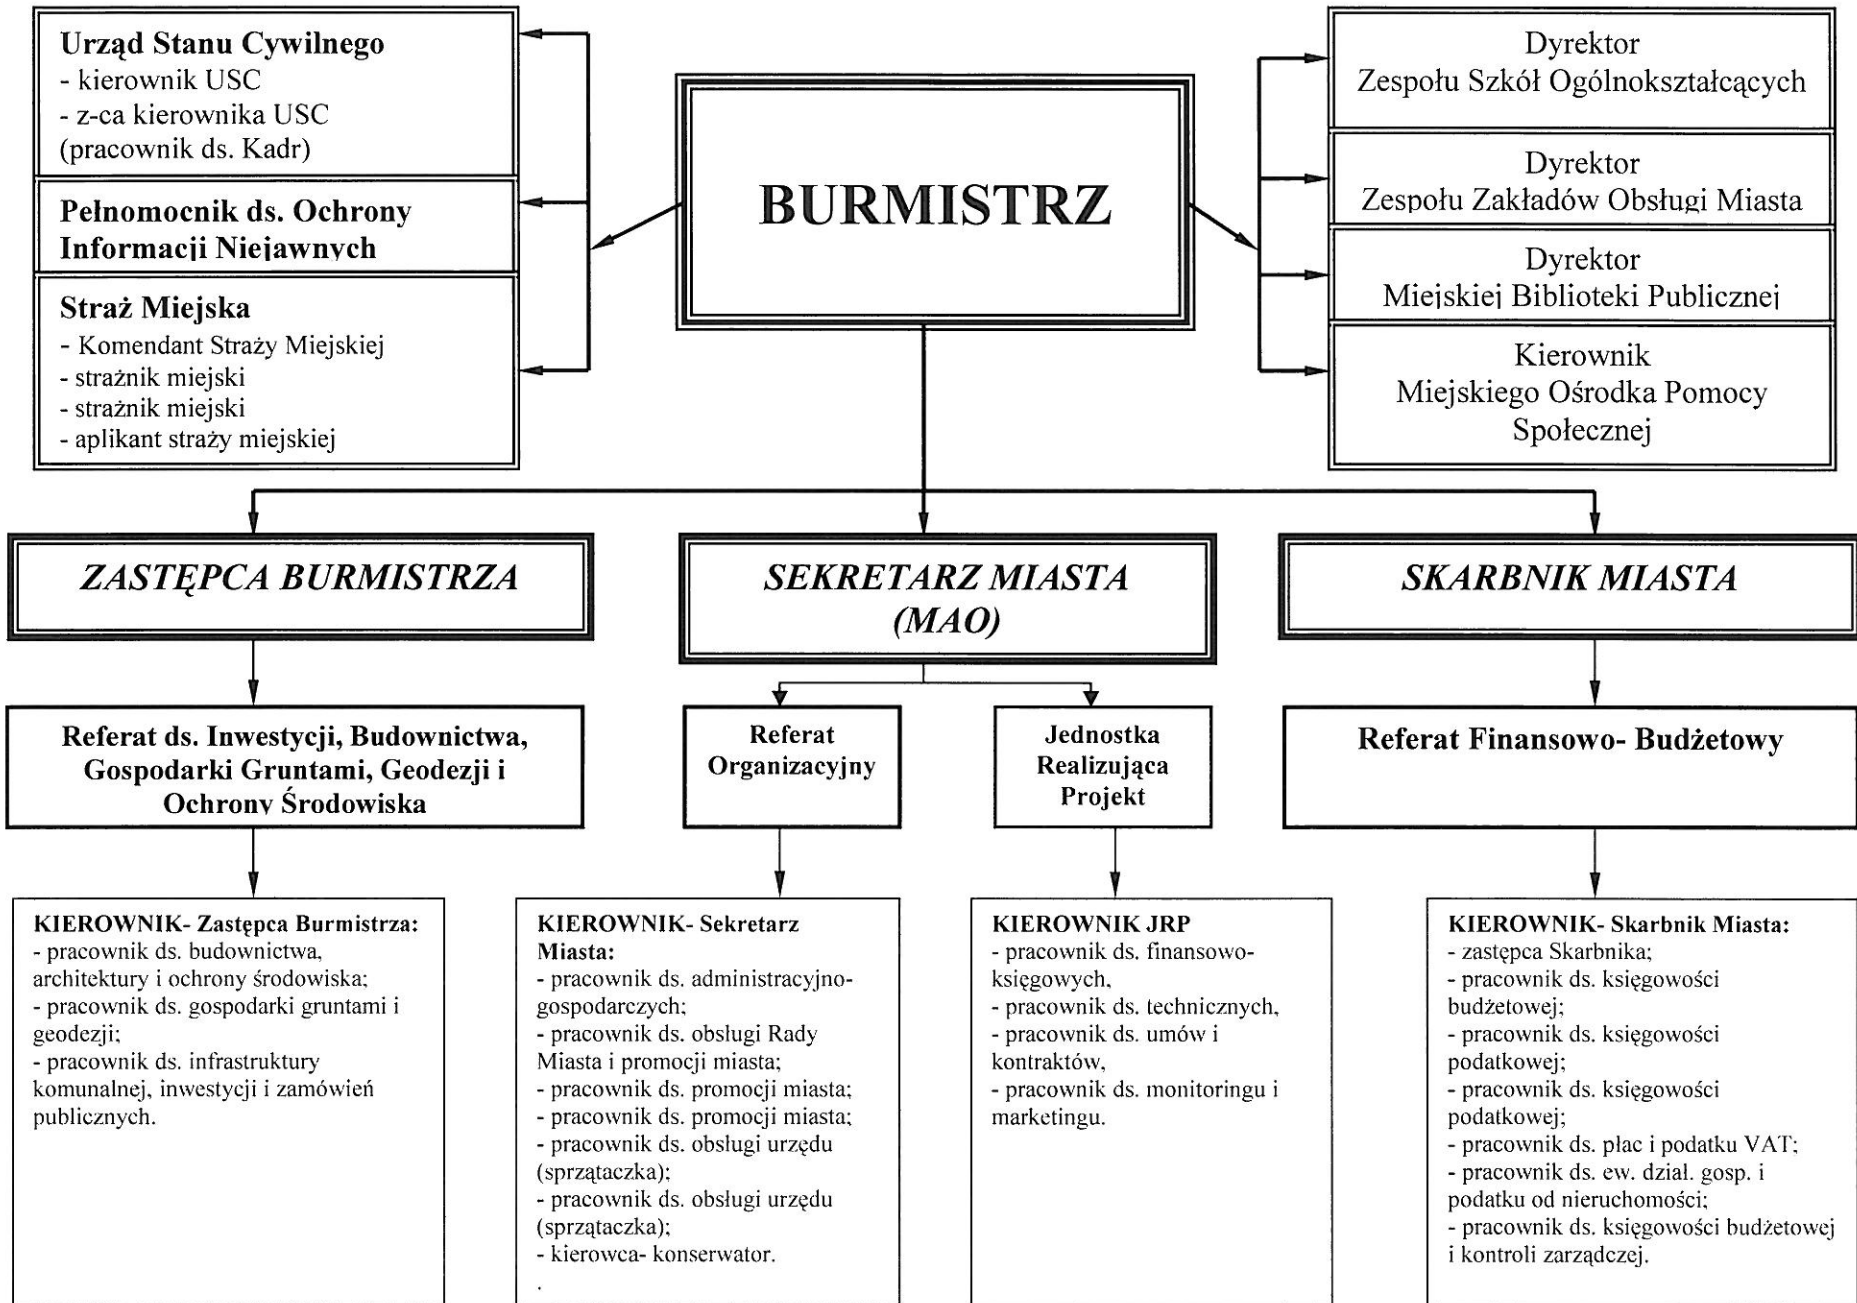 Urząd Stanu Cywilnego
- kierownik USC
- z-ca kierownika USC
(pracownik ds. Kadr)
Pełnomocnik ds. Ochrony
Informacji Niejawnych
Straż Miejska
- Komendant Straży Miejskiej
- strażnik miejski
- strażnik miejski
- aplikant straży miejskiej
BURMISTRZ
Dyrektor
Zespołu Szkół Ogólnokształcących
Dyrektor
Zespołu Zakładów Obsługi Miasta
Dyrektor
Miejskiej Biblioteki Publicznej
Kierownik
Miejskiego Ośrodka Pomocy
Społecznej
ZASTĘPCA BURMISTRZA
SEKRETARZ MIASTA
(MAO)
SKARBNIK MIASTA
Referat ds. Inwestycji, Budownictwa,
Gospodarki Gruntami, Geodezji i
Ochrony Środowiska
Referat
Organizacyjny
Jednostka
Realizująca
Projekt
Referat Finansowo- Budżetowy
KIEROWNIK- Zastępca Burmistrza:
- pracownik ds. budownictwa,
architektury i ochrony środowiska;
- pracownik ds. gospodarki gruntami i
geodezji;
- pracownik ds. infrastruktury
komunalnej, inwestycji i zamówień
publicznych.
KIEROWNIK- Sekretarz
Miasta:
- pracownik ds. administracyjno-
gospodarczych;
- pracownik ds. obsługi Rady
Miasta i promocji miasta;
- pracownik ds. promocji miasta;
- pracownik ds. promocji miasta;
- pracownik ds. obsługi urzędu
(sprzątaczka);
- pracownik ds. obsługi urzędu
(sprzątaczka);
- kierowca- konserwator.
.
KIEROWNIK JRP
- pracownik ds. finansowo-
księgowych,
- pracownik ds. technicznych,
- pracownik ds. umów i
kontraktów,
- pracownik ds. monitoringu i
marketingu.
KIEROWNIK- Skarbnik Miasta:
- zastępca Skarbnika;
- pracownik ds. księgowości
budżetowej;
- pracownik ds. księgowości
podatkowej;
- pracownik ds. księgowości
podatkowej;
- pracownik ds. płac i podatku VAT;
- pracownik ds. ew. dział. gosp. i
podatku od nieruchomości;
- pracownik ds. księgowości budżetowej
i kontroli zarządczej.